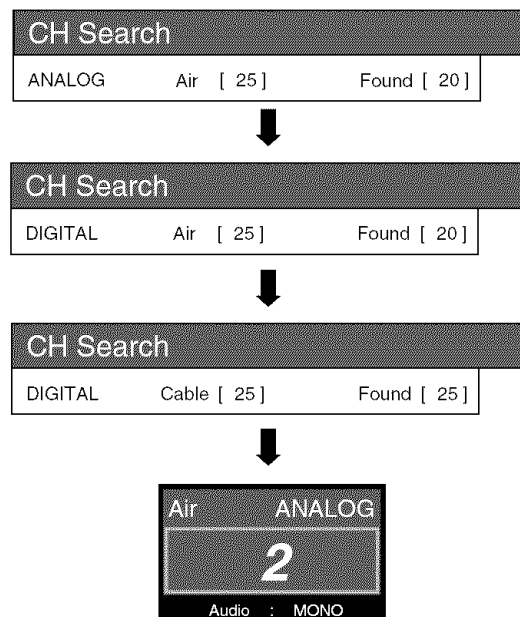 CH Search
ANALOG Air [ 25 ] Found [ 20 ]
CH Search
DIGITAL Air [ 25 ] Found [ 20 ]
CH Search
DIGITAL Cable [ 25 ] Found [ 25 ]
Air ANALOG
2
Audio : MONO